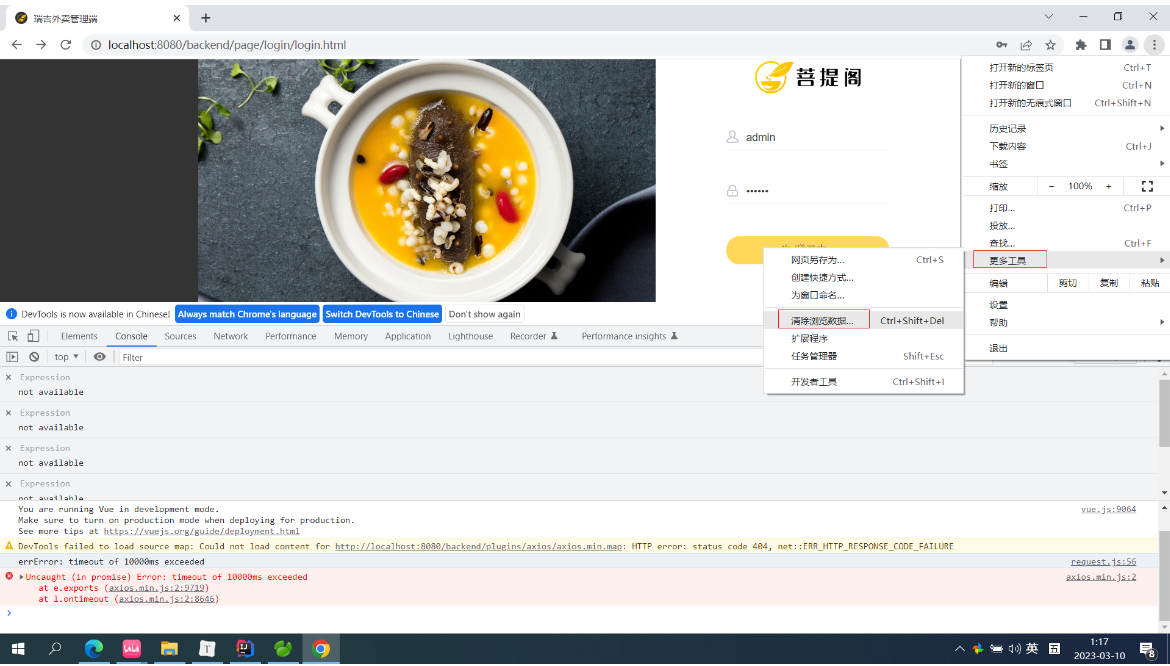 瑞吉外卖管理端
localhost:8080/backend/page/login/login.html
菩提阁
admin
••••••
打开新的标签页 Ctrl+T
打开新的窗口 Ctrl+N
打开新的无痕式窗口 Ctrl+Shift+N
历史记录
下载内容 Ctrl+J
书签
缩放 − 100% +
打印... Ctrl+P
投放...
查找... Ctrl+F
更多工具
编辑 剪切 复制 粘贴
设置
帮助
退出
网页另存为... Ctrl+S
创建快捷方式...
为窗口命名...
清除浏览数据... Ctrl+Shift+Del
扩展程序
任务管理器 Shift+Esc
开发者工具 Ctrl+Shift+I
DevTools is now available in Chinese! Always match Chrome's language Switch DevTools to Chinese Don't show again
Elements Console Sources Network Performance Memory Application Lighthouse Recorder Performance insights
top Filter
Expression
not available
Expression
not available
Expression
not available
Expression
not available
You are running Vue in development mode. vue.js:9064
Make sure to turn on production mode when deploying for production.
See more tips at https://vuejs.org/guide/deployment.html
DevTools failed to load source map: Could not load content for http://localhost:8080/backend/plugins/axios/axios.min.map: HTTP error: status code 404, net::ERR_HTTP_RESPONSE_CODE_FAILURE
errError: timeout of 10000ms exceeded request.js:56
Uncaught (in promise) Error: timeout of 10000ms exceeded axios.min.js:2
at e.exports (axios.min.js:2:9719)
at l.ontimeout (axios.min.js:2:8646)
英 五
1:17
2023-03-10
8